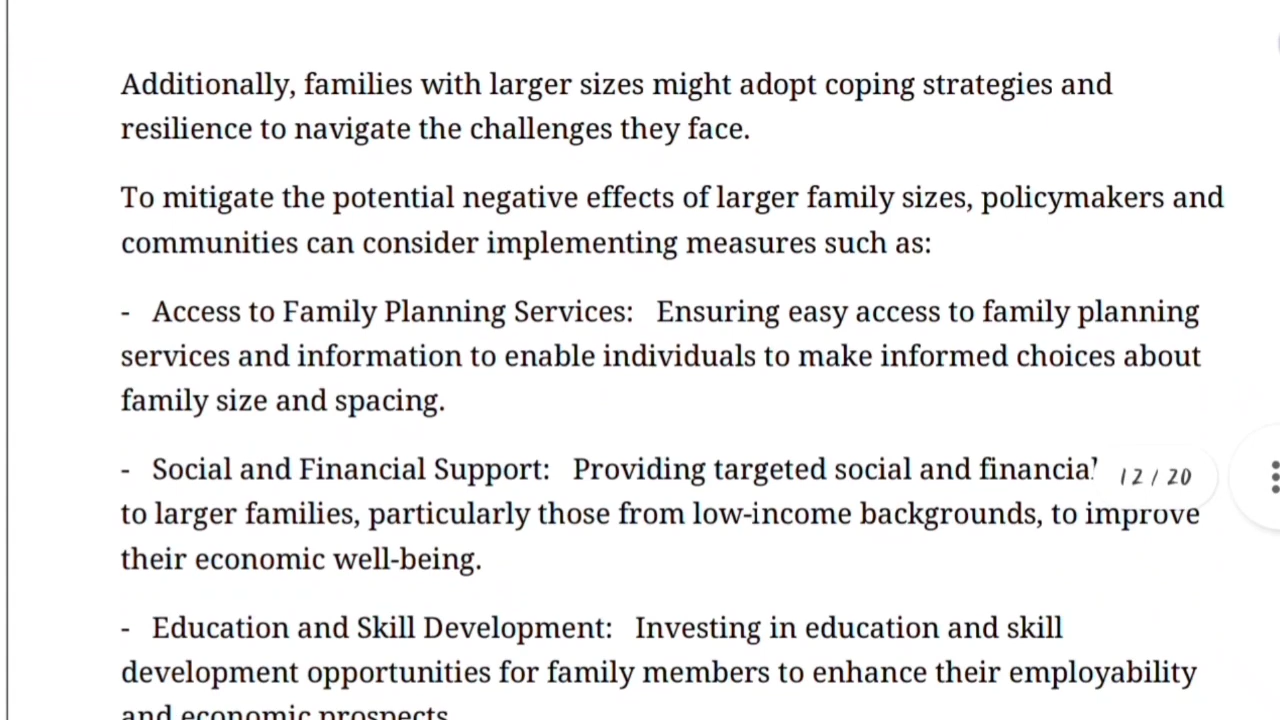 Additionally, families with larger sizes might adopt coping strategies and
resilience to navigate the challenges they face.
To mitigate the potential negative effects of larger family sizes, policymakers and
communities can consider implementing measures such as:
- Access to Family Planning Services: Ensuring easy access to family planning
services and information to enable individuals to make informed choices about
family size and spacing.
- Social and Financial Support: Providing targeted social and financial
12 / 20
to larger families, particularly those from low-income backgrounds, to improve
their economic well-being.
- Education and Skill Development: Investing in education and skill
development opportunities for family members to enhance their employability
and economic prospects